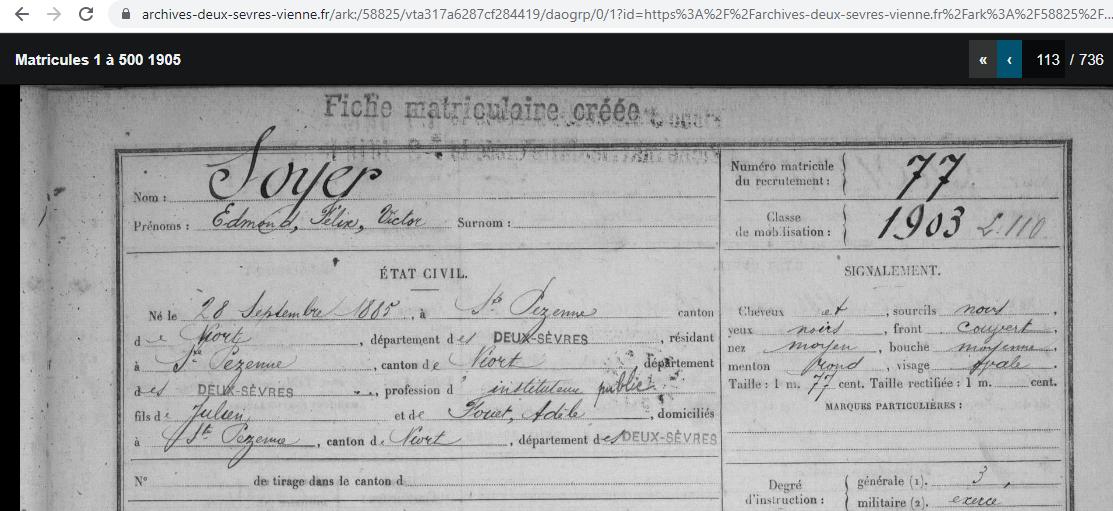 archives-deux-sevres-vienne.fr/ark:/58825/vta317a6287cf284419/daogrp/0/1?id=https%3A%2F%2Farchives-deux-sevres-vienne.fr%2Fark%3A%2F58825%2F...
Matricules 1 à 500 1905
« ‹ 113 / 736
Fiche matriculaire créée
Nom : Soyer
Prénoms : Edmond, Félix, Victor Surnom :
Numéro matricule du recrutement : 77
Classe de mobilisation : 1903 L. 110
ÉTAT CIVIL.
Né le 28 Septembre 1885, à Ste Pezenne canton
de Niort, département des DEUX-SÈVRES, résidant
à Ste Pezenne, canton de Niort département
des DEUX-SÈVRES, profession d'instituteur public
fils de Julien et de Adèle, domiciliés
à Ste Pezenne, canton de Niort, département des DEUX-SÈVRES
N° de tirage dans le canton d
SIGNALEMENT.
Cheveux et, sourcils noirs,
yeux noirs, front couvert
nez moyen, bouche moyenne
menton rond, visage ovale
Taille : 1 m. 77 cent. Taille rectifiée : 1 m. cent.
MARQUES PARTICULIÈRES :
Degré d'instruction :
générale (1). 3,
militaire (2). exercé